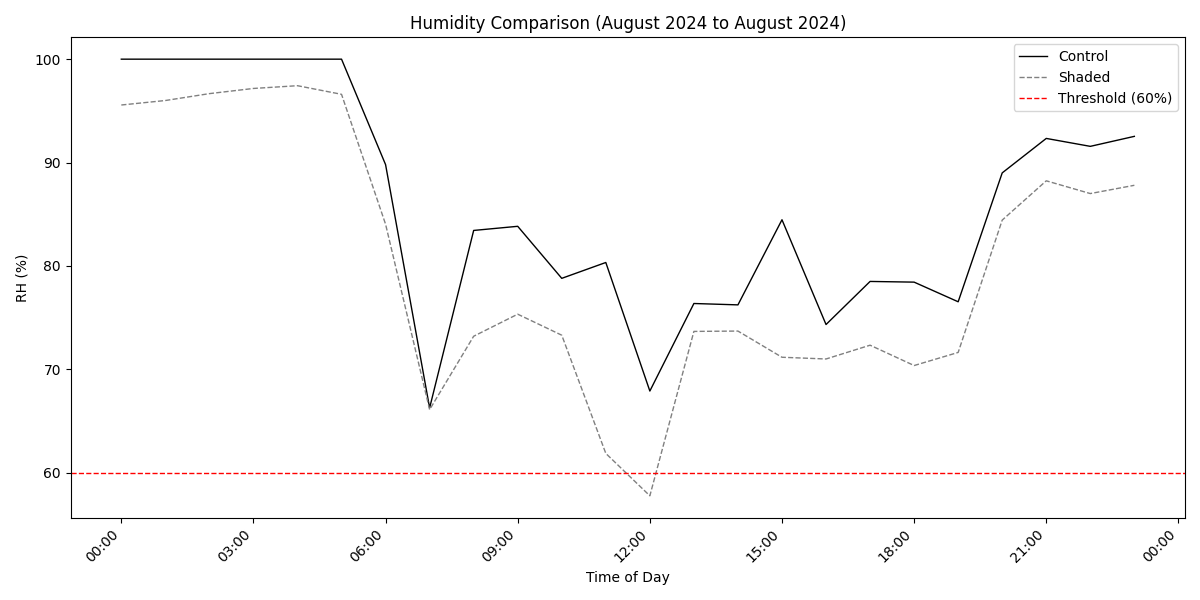 Humidity Comparison (August 2024 to August 2024)
Control
Shaded
Threshold (60%)
RH (%)
100
90
80
70
60
00:00
03:00
06:00
09:00
12:00
15:00
18:00
21:00
00:00
Time of Day